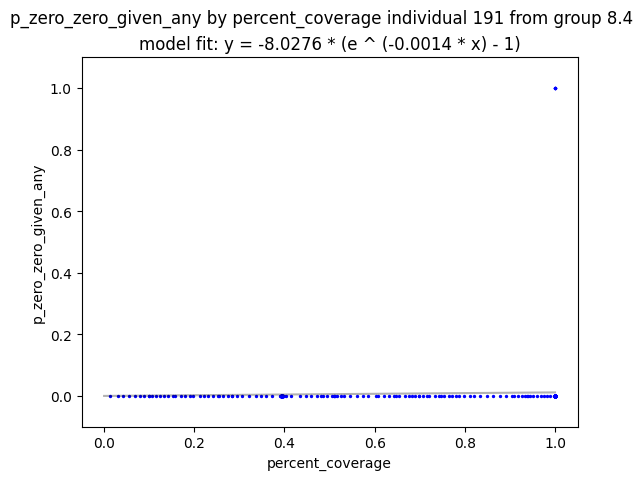 p_zero_zero_given_any by percent_coverage individual 191 from group 8.4
model fit: y = -8.0276 * (e ^ (-0.0014 * x) - 1)
1.0
0.8
0.6
0.4
0.2
0.0
p_zero_zero_given_any
0.0 0.2 0.4 0.6 0.8 1.0
percent_coverage